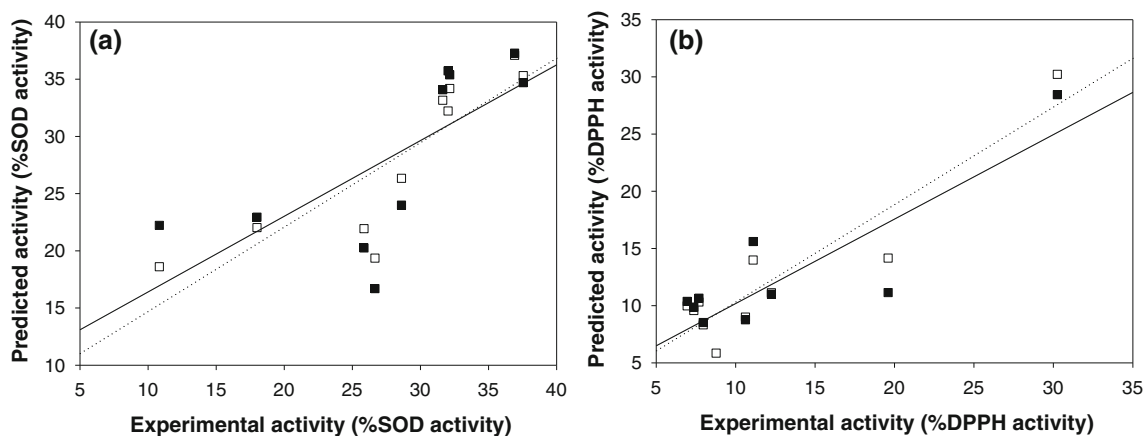 (a)
Predicted activity (%SOD activity)
40
35
30
25
20
15
10
5 10 15 20 25 30 35 40
Experimental activity (%SOD activity)
(b)
Predicted activity (%DPPH activity)
35
30
25
20
15
10
5
5 10 15 20 25 30 35
Experimental activity (%DPPH activity)